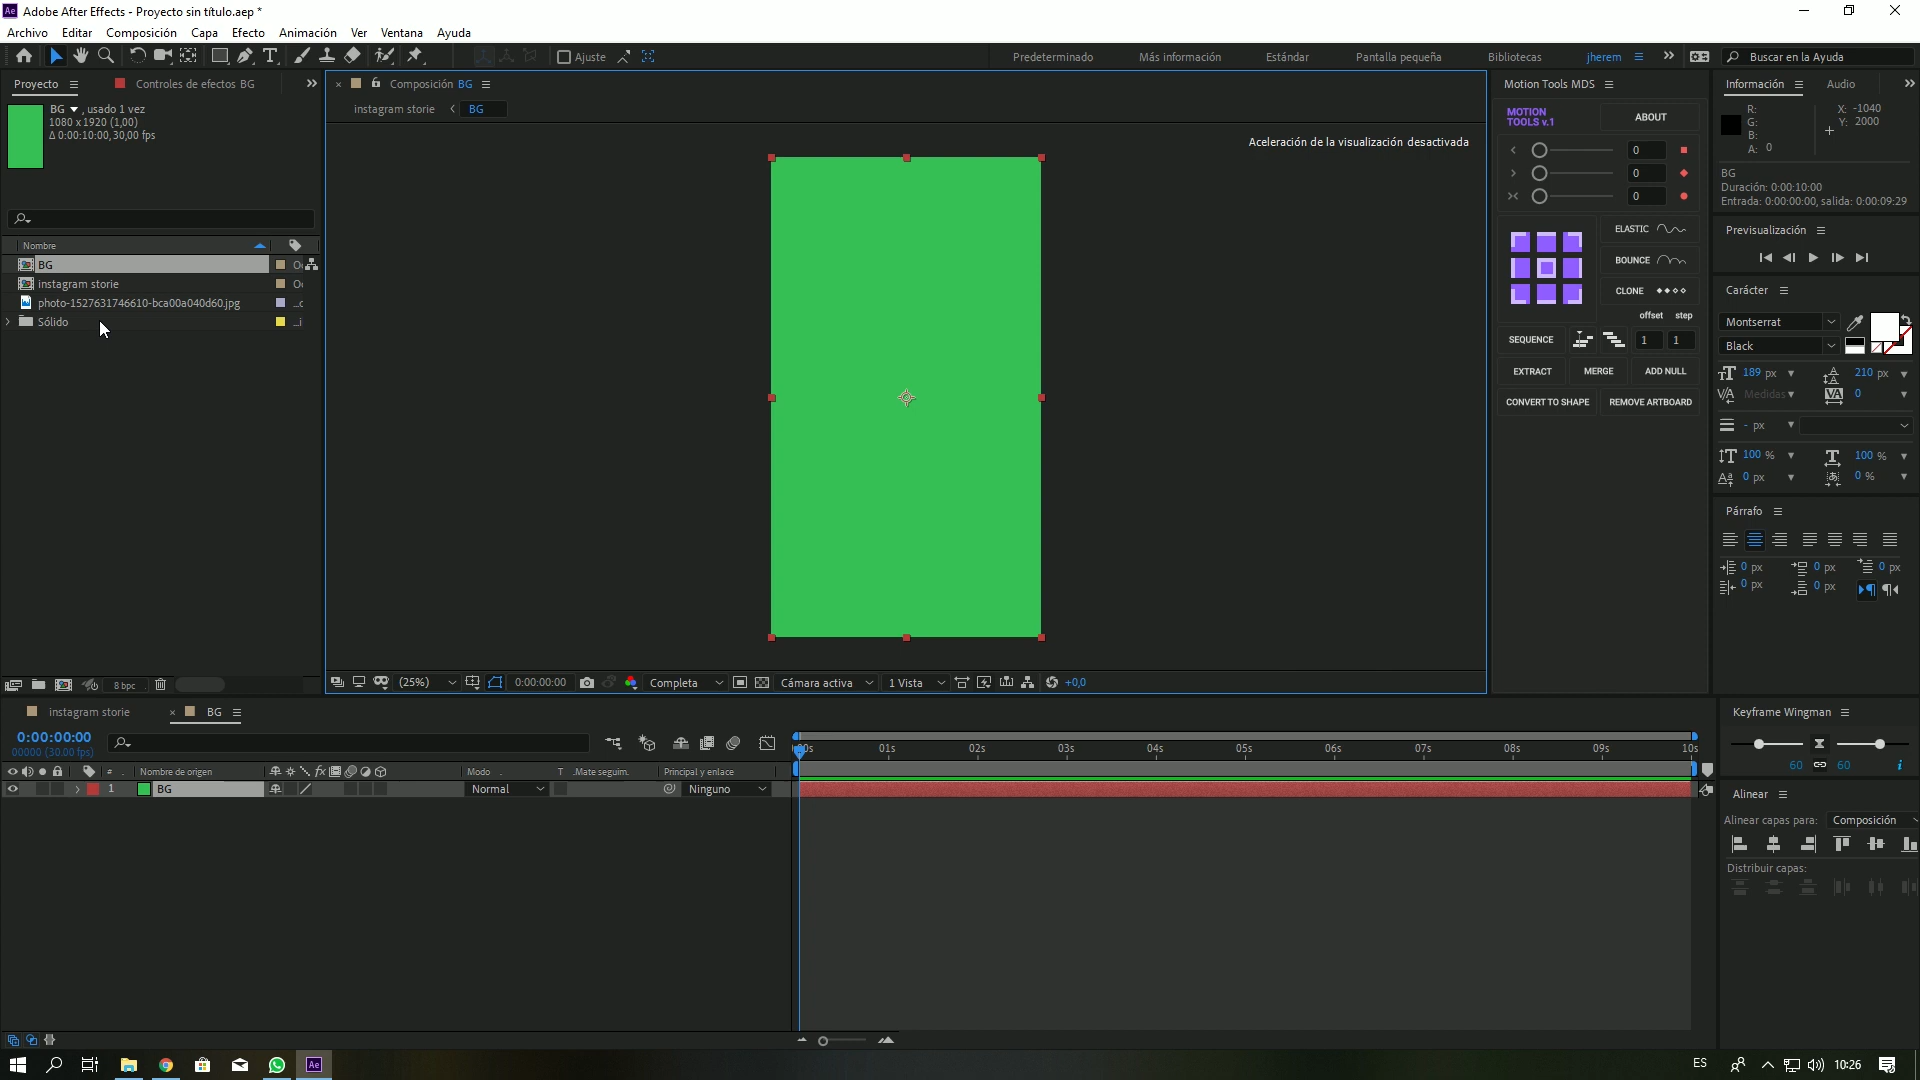 Adobe After Effects - Proyecto sin título.aep *
Archivo Editar Composición Capa Efecto Animación Ver Ventana Ayuda
Ajuste
Predeterminado Más información Estándar Pantalla pequeña Bibliotecas jherem
Buscar en la Ayuda
Proyecto
Controles de efectos BG
BG , usado 1 vez
1080 x 1920 (1,00)
Δ 0:00:10:00, 30,00 fps
Nombre
BG
instagram storie
photo-1527631746610-bca00a040d60.jpg
Sólido
8 bpc
Composición BG
instagram storie < BG
Aceleración de la visualización desactivada
(25%) 0:00:00:00 Completa Cámara activa 1 Vista +0,0
Motion Tools MDS
MOTION
TOOLS v.1
ABOUT
0
0
0
ELASTIC
BOUNCE
CLONE
offset step
SEQUENCE 1 1
EXTRACT MERGE ADD NULL
CONVERT TO SHAPE REMOVE ARTBOARD
Información Audio
R:
G:
B:
A: 0
X: -1040
Y: 2000
BG
Duración: 0:00:10:00
Entrada: 0:00:00:00, salida: 0:00:09:29
Previsualización
Carácter
Montserrat
Black
189 px 210 px
Medidas 0
- px
100 % 100 %
0 px 0 %
Párrafo
0 px 0 px 0 px
0 px 0 px
instagram storie
BG
0:00:00:00
00000 (30.00 fps)
# Nombre de origen Modo T .Mate seguim. Principal y enlace
1 BG Normal Ninguno
00s 01s 02s 03s 04s 05s 06s 07s 08s 09s 10s
Keyframe Wingman
60 60
Alinear
Alinear capas para: Composición
Distribuir capas:
ES 10:26